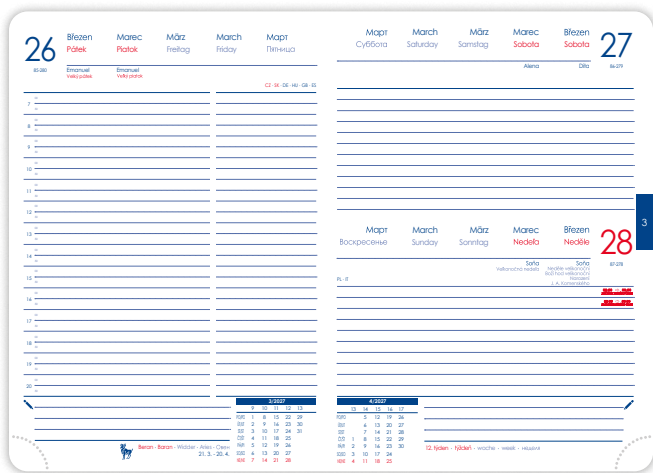 26
85-280
Březen Marec März March Март
Pátek Piatok Freitag Friday Пятница
Emanuel Emanuel
Velký pátek Veľký piatok
CZ • SK • DE • HU • GB • ES
7
8
9
10
11
12
13
14
15
16
17
18
19
20
3/2027
9 10 11 12 13
1 8 15 22 29
2 9 16 23 30
3 10 17 24 31
4 11 18 25
5 12 19 26
6 13 20 27
7 14 21 28
Beran • Baran • Widder • Aries • Овен
21. 3. - 20. 4.
Март March März Marec Březen
Суббота Saturday Samstag Sobota Sobota
27
86-279
Alena Dita
3
Март March März Marec Březen
Воскресенье Sunday Sonntag Nedeľa Neděle
28
87-278
Soňa Soňa
Veľkonočná nedeľa Neděle velikonoční
Boží hod velikonoční
Narození
J. A. Komenského
4/2027
13 14 15 16 17
5 12 19 26
6 13 20 27
7 14 21 28
1 8 15 22 29
2 9 16 23 30
3 10 17 24
4 11 18 25
12. týden • týždeň • woche • week • неделя